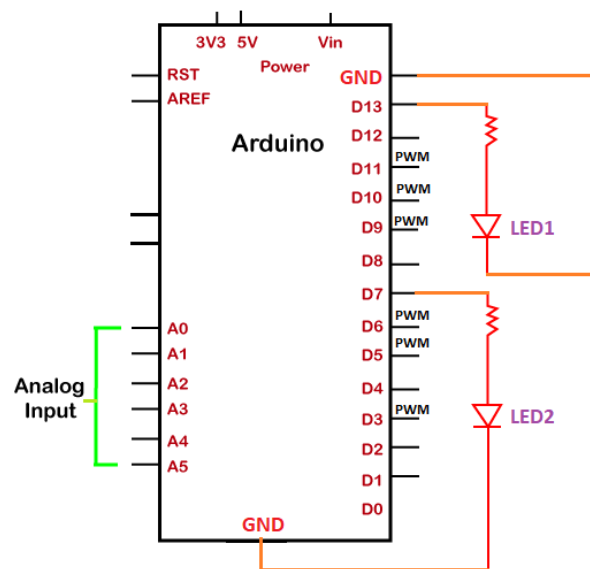 3V3 5V Vin
Power
RST
AREF
Arduino
GND
D13
D12
D11 PWM
D10 PWM
D9 PWM
D8
D7
D6 PWM
D5 PWM
D4
D3 PWM
D2
D1
D0
LED1
LED2
A0
A1
A2
A3
A4
A5
Analog
Input
GND